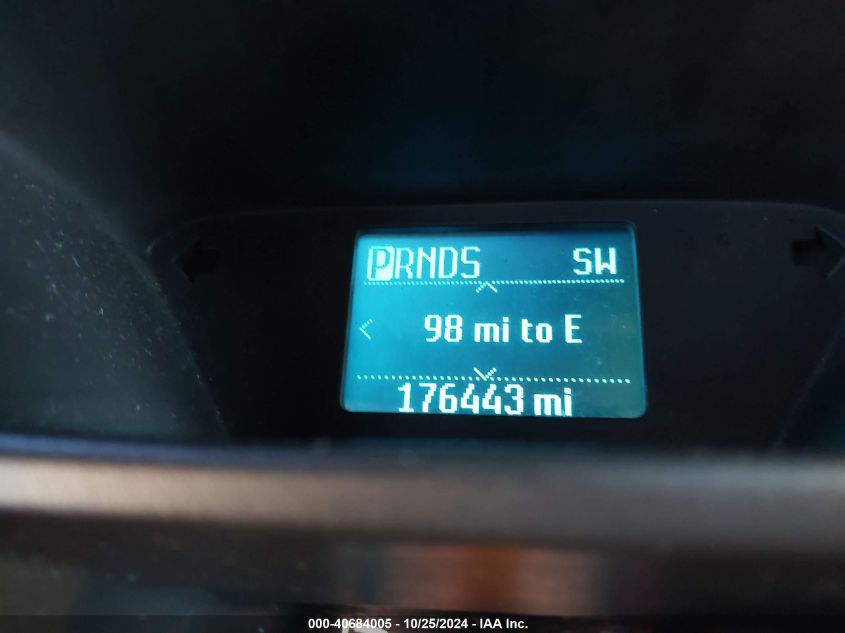 PRNDS SW
98 mi to E
176443 mi
000-40684005 - 10/25/2024 - IAA Inc.